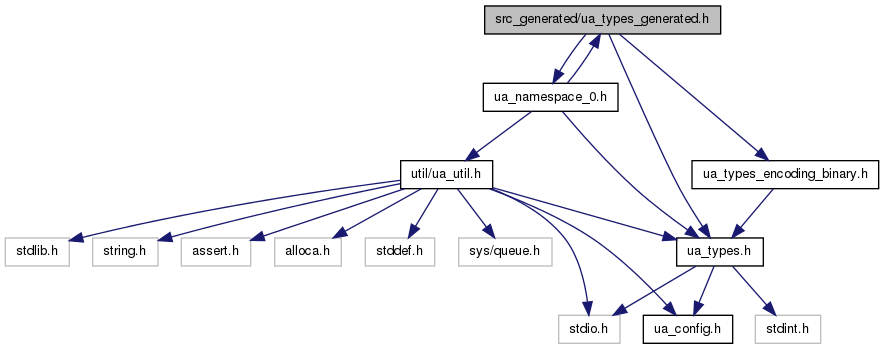 src_generated/ua_types_generated.h
ua_namespace_0.h
util/ua_util.h
ua_types_encoding_binary.h
stdlib.h
string.h
assert.h
alloca.h
stddef.h
sys/queue.h
ua_types.h
stdio.h
ua_config.h
stdint.h